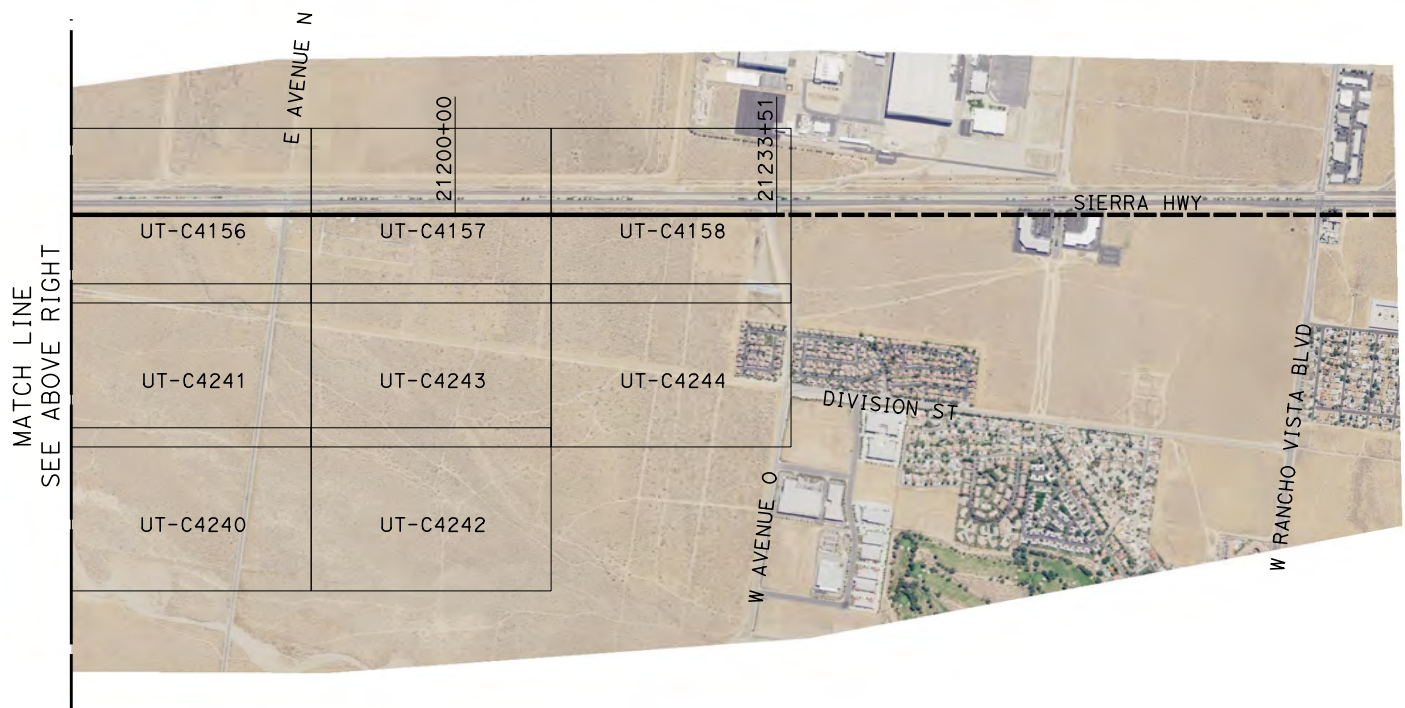 E AVENUE N
21200+00
21233+51
SIERRA HWY
UT-C4156
UT-C4157
UT-C4158
MATCH LINE
SEE ABOVE RIGHT
UT-C4241
UT-C4243
UT-C4244
DIVISION ST
W RANCHO VISTA BLVD
W AVENUE O
UT-C4240
UT-C4242